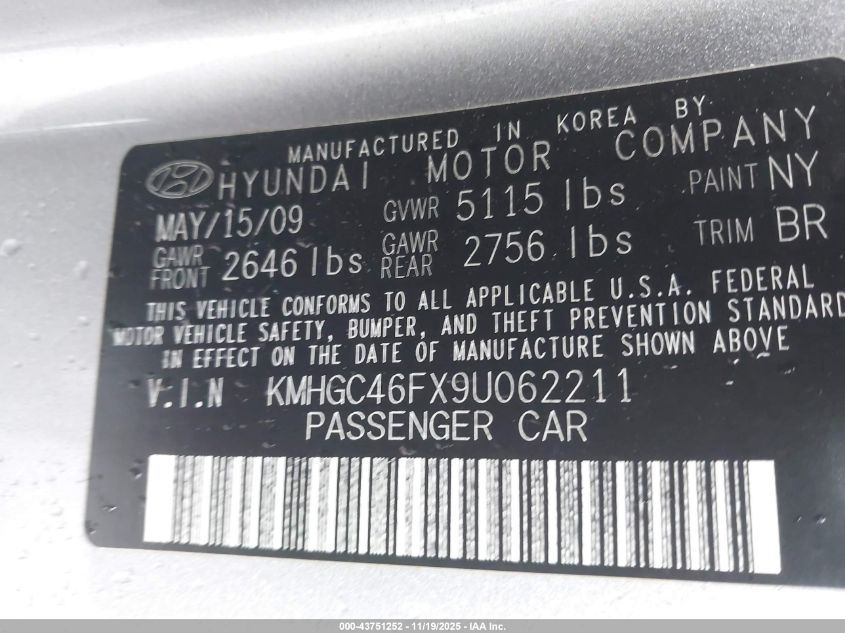 MANUFACTURED IN KOREA BY
HYUNDAI MOTOR COMPANY
MAY/15/09 GVWR 5115 lbs PAINT NY
GAWR FRONT 2646 lbs GAWR REAR 2756 lbs TRIM BR
THIS VEHICLE CONFORMS TO ALL APPLICABLE U.S.A. FEDERAL
MOTOR VEHICLE SAFETY, BUMPER, AND THEFT PREVENTION STANDARD
IN EFFECT ON THE DATE OF MANUFACTURE SHOWN ABOVE
V.I.N KMHGC46FX9U062211
PASSENGER CAR
000-43751252 - 11/19/2025 - IAA Inc.